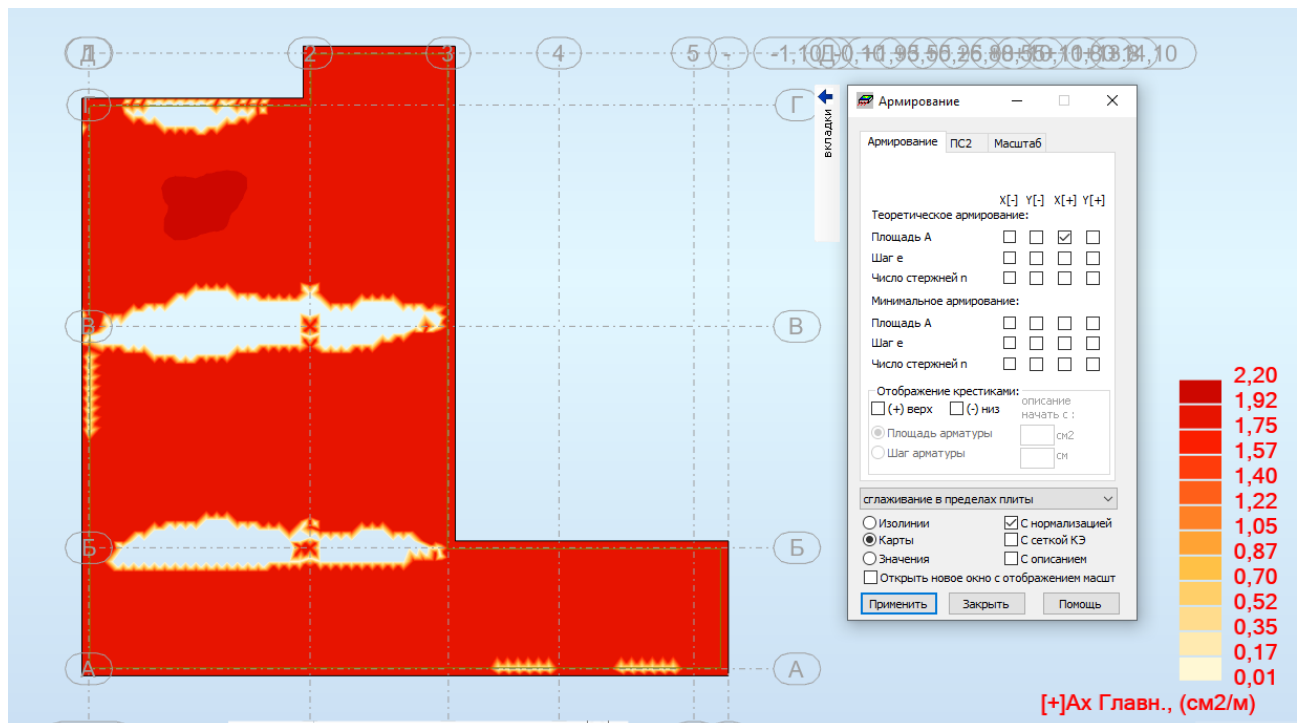 Д
1
2
3
4
5
-
Г
Г
В
В
Б
Б
А
А
вкладки
Армирование
Армирование
ПС2
Масштаб
X[-] Y[-] X[+] Y[+]
Теоретическое армирование:
Площадь A
Шаг e
Число стержней n
Минимальное армирование:
Площадь A
Шаг e
Число стержней n
Отображение крестиками:
(+) верх (-) низ
описание
начать с :
Площадь арматуры см2
Шаг арматуры см
сглаживание в пределах плиты
Изолинии С нормализацией
Карты С сеткой КЭ
Значения С описанием
Открыть новое окно с отображением масшт
Применить Закрыть Помощь
2,20
1,92
1,75
1,57
1,40
1,22
1,05
0,87
0,70
0,52
0,35
0,17
0,01
[+]Ax Главн., (см2/м)